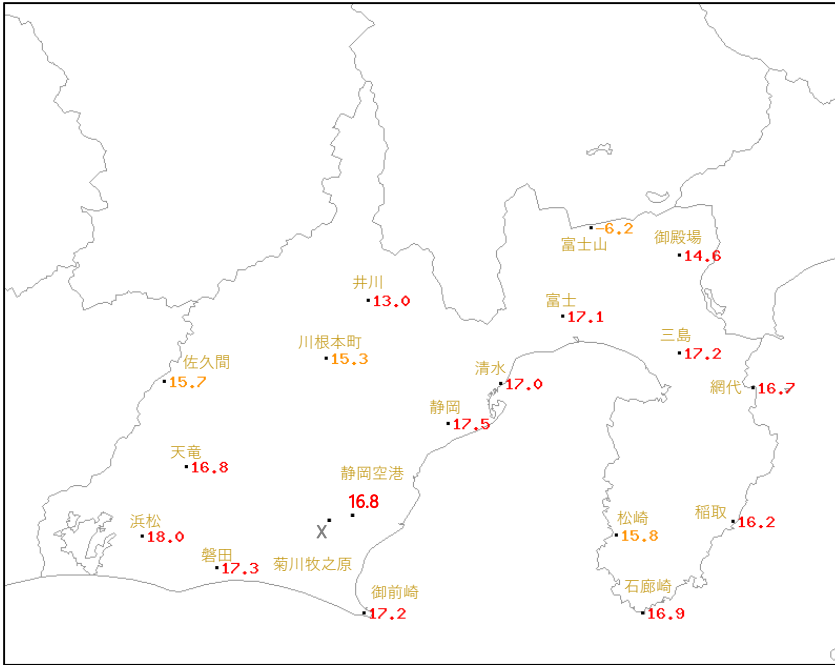 -6.2
富士山
御殿場
14.6
井川
13.0
富士
17.1
川根本町
15.3
三島
17.2
佐久間
15.7
清水
17.0
網代
16.7
静岡
17.5
天竜
16.8
静岡空港
16.8
浜松
18.0
X
松崎
15.8
稲取
16.2
磐田
17.3
菊川牧之原
御前崎
17.2
石廊崎
16.9